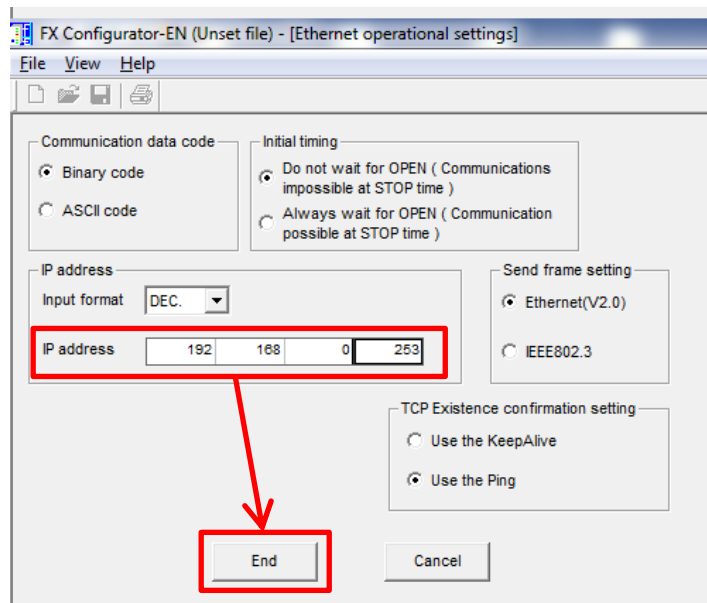 FX Configurator-EN (Unset file) - [Ethernet operational settings]
File View Help
Communication data code
Binary code
ASCII code
Initial timing
Do not wait for OPEN ( Communications
impossible at STOP time )
Always wait for OPEN ( Communication
possible at STOP time )
IP address
Input format DEC.
IP address 192 168 0 253
Send frame setting
Ethernet(V2.0)
IEEE802.3
TCP Existence confirmation setting
Use the KeepAlive
Use the Ping
End
Cancel